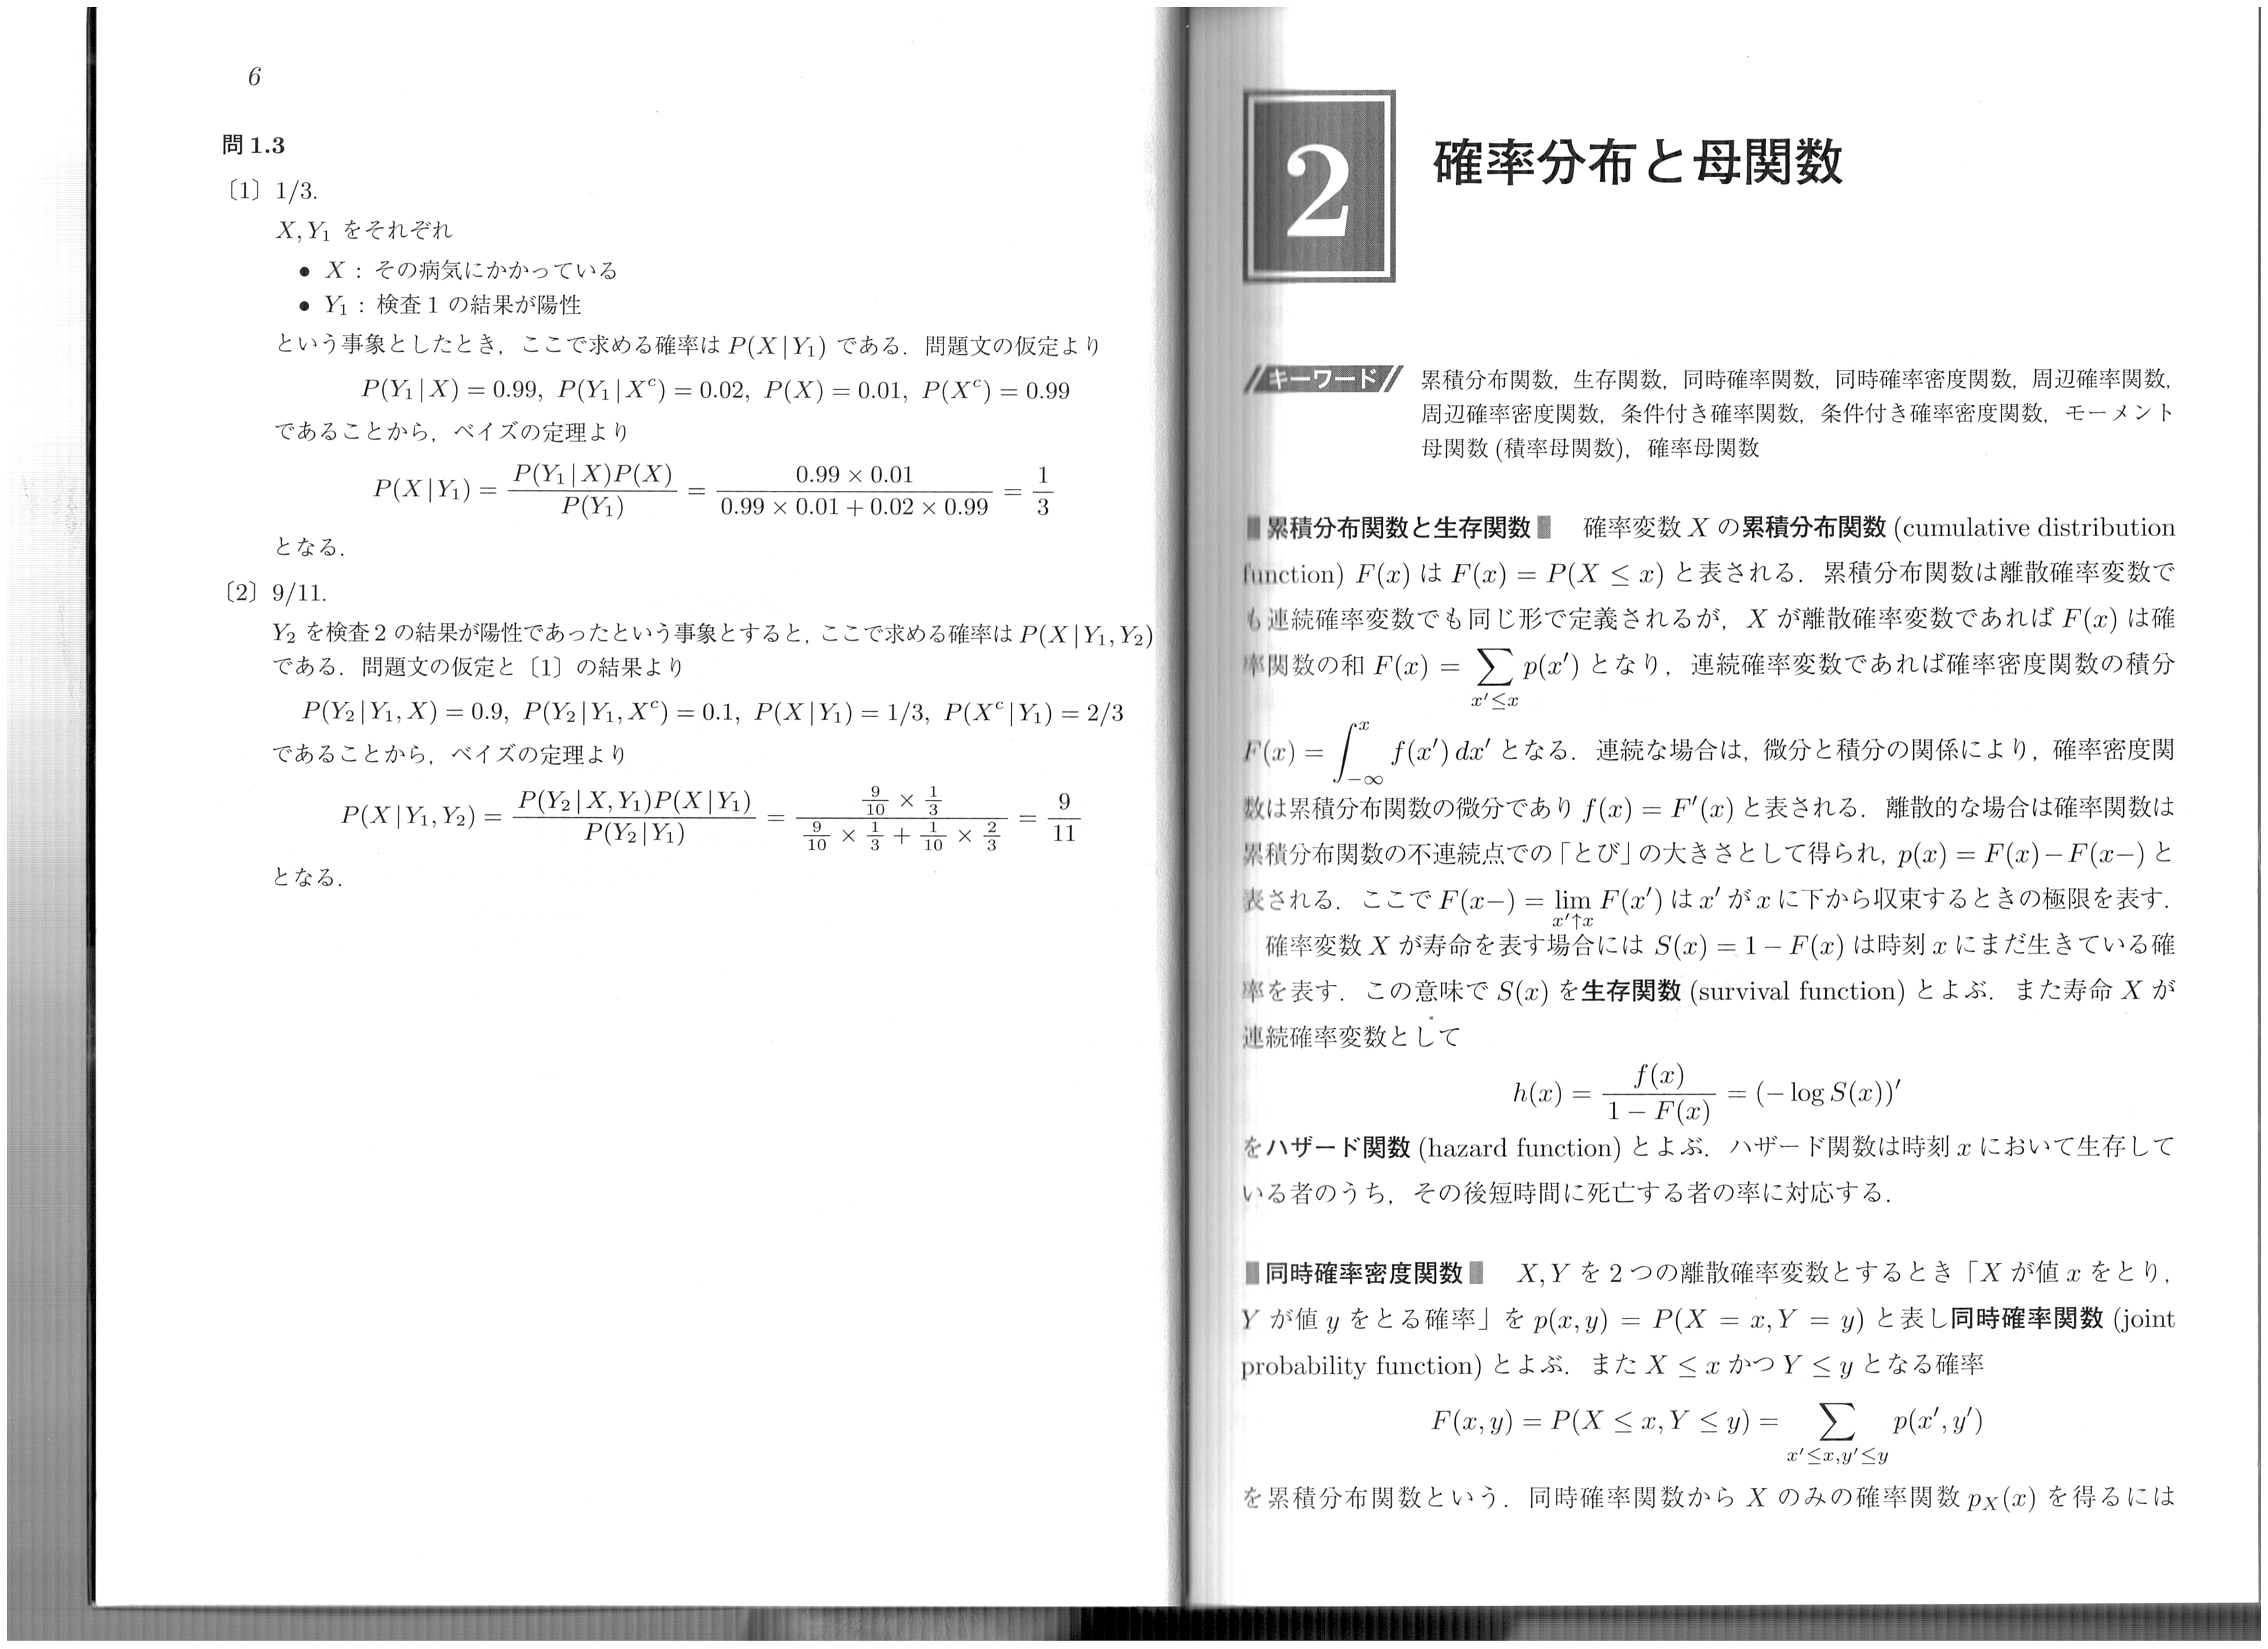 6
問1.3
〔1〕 1/3.
X, Y₁ をそれぞれ
● X : その病気にかかっている
● Y₁ : 検査1 の結果が陽性
という事象としたとき，ここで求める確率は P(X|Y₁) である．問題文の仮定より
P(Y₁|X) = 0.99, P(Y₁|Xᶜ) = 0.02, P(X) = 0.01, P(Xᶜ) = 0.99
であることから，ベイズの定理より
P(X|Y₁) = P(Y₁|X)P(X) / P(Y₁) = 0.99 × 0.01 / (0.99 × 0.01 + 0.02 × 0.99) = 1/3
となる．
〔2〕 9/11.
Y₂ を検査2 の結果が陽性であったという事象とすると，ここで求める確率は P(X|Y₁, Y₂)
である．問題文の仮定と〔1〕の結果より
P(Y₂|Y₁, X) = 0.9, P(Y₂|Y₁, Xᶜ) = 0.1, P(X|Y₁) = 1/3, P(Xᶜ|Y₁) = 2/3
であることから，ベイズの定理より
P(X|Y₁, Y₂) = P(Y₂|X, Y₁)P(X|Y₁) / P(Y₂|Y₁) = (9/10 × 1/3) / (9/10 × 1/3 + 1/10 × 2/3) = 9/11
となる．
2 確率分布と母関数
キーワード 累積分布関数，生存関数，同時確率関数，同時確率密度関数，周辺確率関数，
周辺確率密度関数，条件付き確率関数，条件付き確率密度関数，モーメント
母関数 (積率母関数)，確率母関数
累積分布関数と生存関数 確率変数 X の累積分布関数 (cumulative distribution
function) F(x) は F(x) = P(X ≤ x) と表される．累積分布関数は離散確率変数で
も連続確率変数でも同じ形で定義されるが，X が離散確率変数であれば F(x) は確
率関数の和 F(x) = ∑_{x′≤x} p(x′) となり，連続確率変数であれば確率密度関数の積分
F(x) = ∫_{−∞}^{x} f(x′) dx′ となる．連続な場合は，微分と積分の関係により，確率密度関
数は累積分布関数の微分であり f(x) = F′(x) と表される．離散的な場合は確率関数は
累積分布関数の不連続点での「とび」の大きさとして得られ，p(x) = F(x)−F(x−) と
表される．ここで F(x−) = lim_{x′↑x} F(x′) は x′ が x に下から収束するときの極限を表す．
確率変数 X が寿命を表す場合には S(x) = 1 − F(x) は時刻 x にまだ生きている確
率を表す．この意味で S(x) を生存関数 (survival function) とよぶ．また寿命 X が
連続確率変数として
h(x) = f(x) / (1 − F(x)) = (− log S(x))′
をハザード関数 (hazard function) とよぶ．ハザード関数は時刻 x において生存して
いる者のうち，その後短時間に死亡する者の率に対応する．
同時確率密度関数 X, Y を 2 つの離散確率変数とするとき「X が値 x をとり，
Y が値 y をとる確率」を p(x, y) = P(X = x, Y = y) と表し同時確率関数 (joint
probability function) とよぶ．また X ≤ x かつ Y ≤ y となる確率
F(x, y) = P(X ≤ x, Y ≤ y) = ∑_{x′≤x,y′≤y} p(x′, y′)
を累積分布関数という．同時確率関数から X のみの確率関数 p_X(x) を得るには